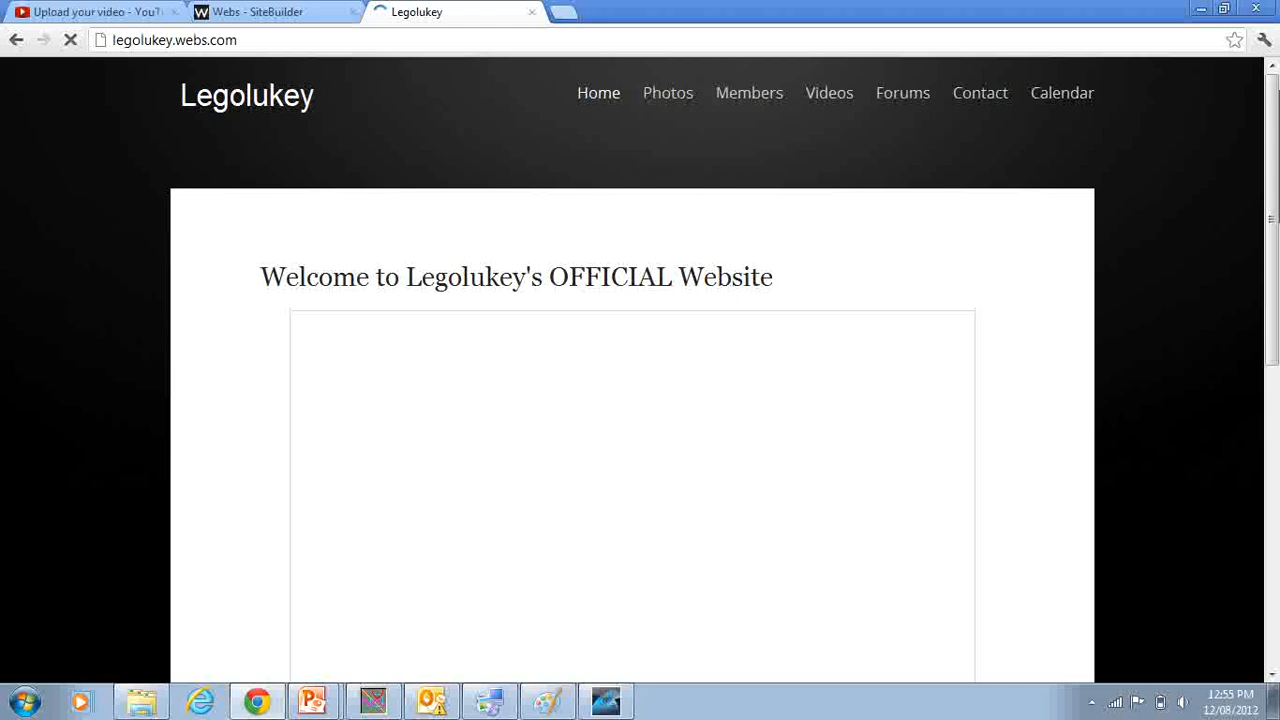 Upload your video - YouT
Webs - SiteBuilder
Legolukey
legolukey.webs.com
Legolukey
Home Photos Members Videos Forums Contact Calendar
Welcome to Legolukey's OFFICIAL Website
12:55 PM
12/08/2012